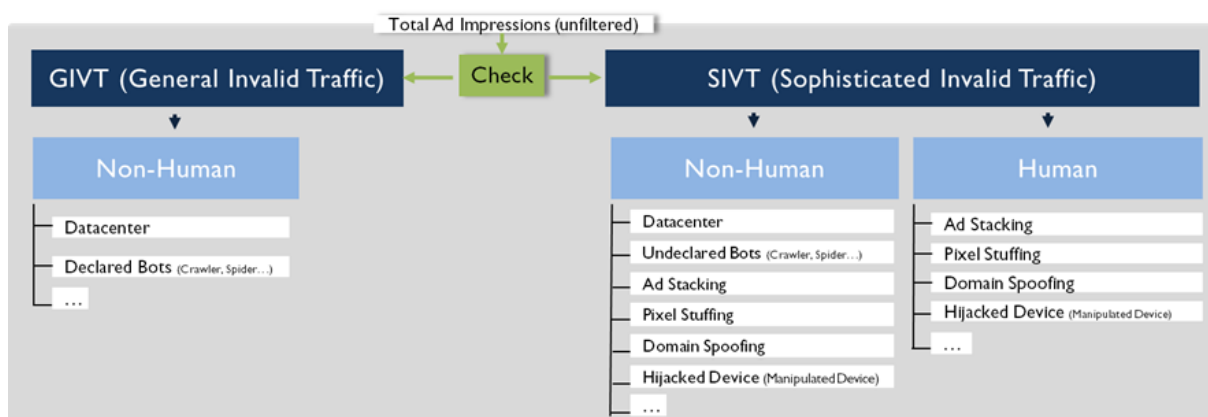 Total Ad Impressions (unfiltered)
Check
GIVT (General Invalid Traffic)
Non-Human
Datacenter
Declared Bots (Crawler, Spider...)
...
SIVT (Sophisticated Invalid Traffic)
Non-Human
Datacenter
Undeclared Bots (Crawler, Spider...)
Ad Stacking
Pixel Stuffing
Domain Spoofing
Hijacked Device (Manipulated Device)
...
Human
Ad Stacking
Pixel Stuffing
Domain Spoofing
Hijacked Device (Manipulated Device)
...